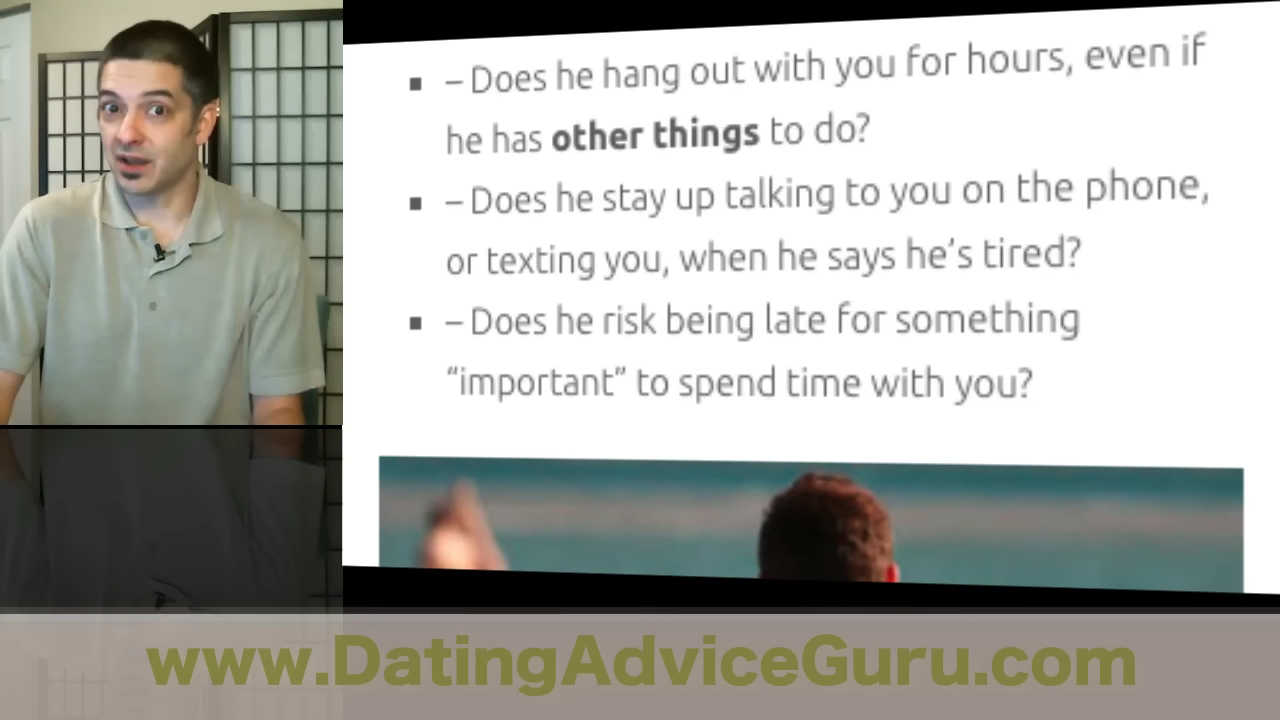 ▪ – Does he hang out with you for hours, even if
he has other things to do?
▪ – Does he stay up talking to you on the phone,
or texting you, when he says he’s tired?
▪ – Does he risk being late for something
“important” to spend time with you?
www.DatingAdviceGuru.com